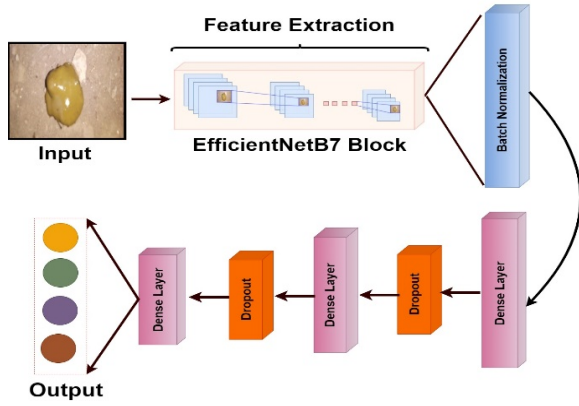 Feature Extraction
Input
EfficientNetB7 Block
Batch Normalization
Dense Layer
Dropout
Dense Layer
Dropout
Dense Layer
Output